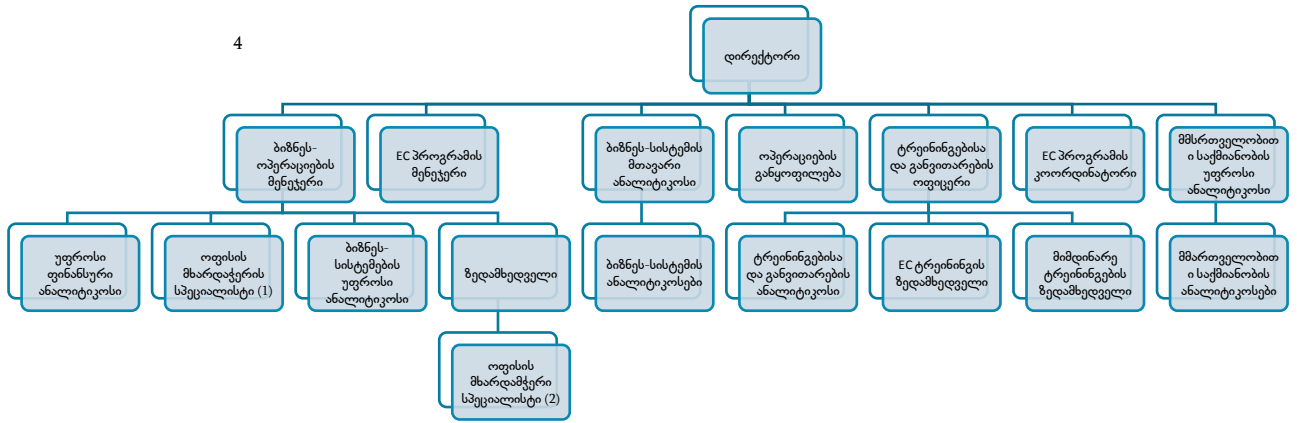 4
დირექტორი
ბიზნეს-
ოპერაციების
მენეჯერი
EC პროგრამის
მენეჯერი
ბიზნეს-სისტემის
მთავარი
ანალიტიკოსი
ოპერაციების
განყოფილება
ტრეინინგებისა
და განვითარების
ოფიცერი
EC პროგრამის
კოორდინატორი
მმსრთველობით
ი საქმიანობის
უფროსი
ანალიტიკოსი
უფროსი
ფინანსური
ანალიტიკოსი
ოფისის
მხარდაჭერის
სპეციალისტი (1)
ბიზნეს-
სისტემების
უფროსი
ანალიტიკოსი
ზედამხედველი
ბიზნეს-სისტემის
ანალიტიკოსები
ტრეინინგებისა
და განვითარების
ანალიტიკოსი
EC ტრეინინგის
ზედამხედველი
მიმდინარე
ტრეინინგების
ზედამხედველი
მმართველობით
ი საქმიანობის
ანალიტიკოსები
ოფისის
მხარდამჭერი
სპეციალისტი (2)